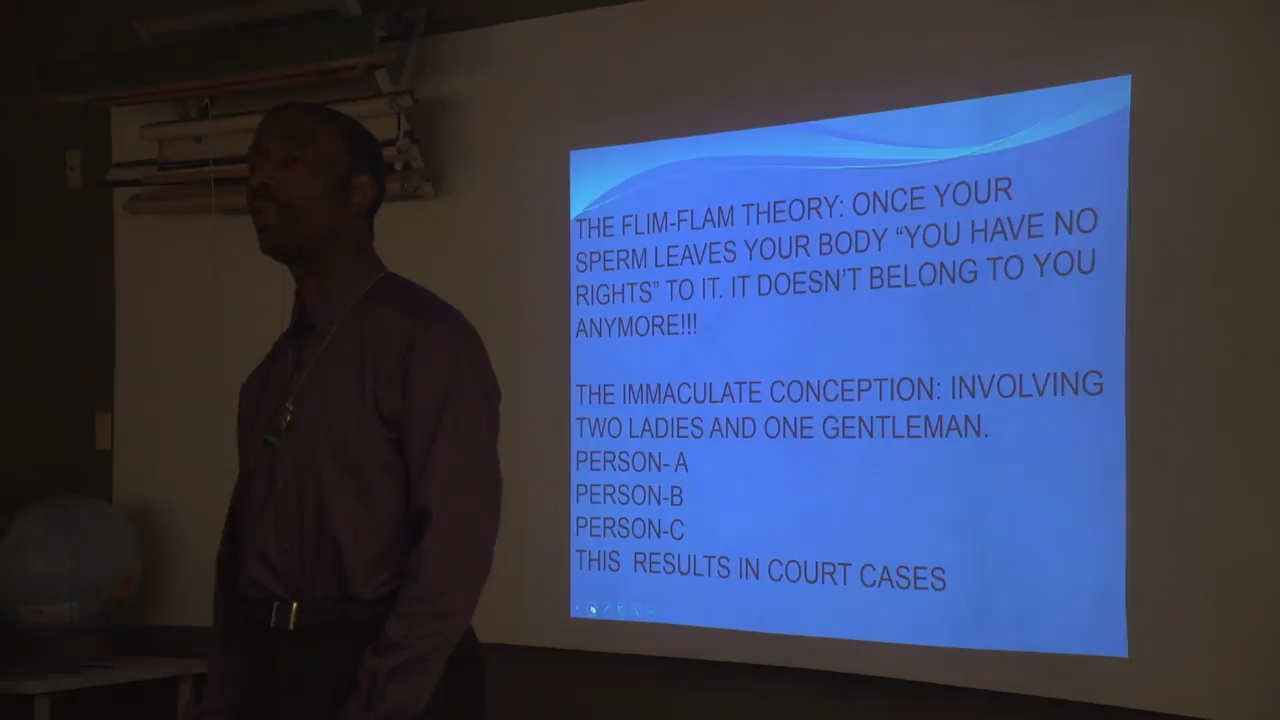 THE FLIM-FLAM THEORY: ONCE YOUR
SPERM LEAVES YOUR BODY “YOU HAVE NO
RIGHTS” TO IT. IT DOESN’T BELONG TO YOU
ANYMORE!!!
THE IMMACULATE CONCEPTION: INVOLVING
TWO LADIES AND ONE GENTLEMAN.
PERSON- A
PERSON-B
PERSON-C
THIS  RESULTS IN COURT CASES